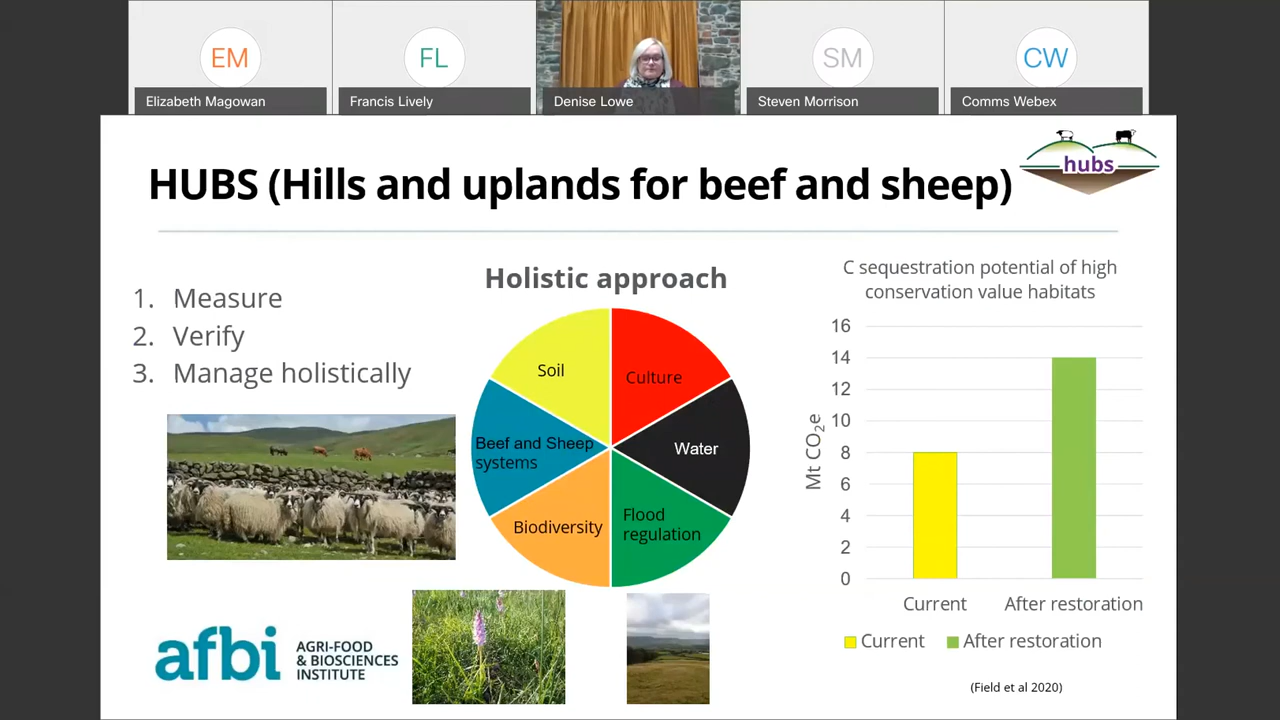 EM
FL
SM
CW
Elizabeth Magowan
Francis Lively
Denise Lowe
Steven Morrison
Comms Webex
HUBS (Hills and uplands for beef and sheep)
hubs
1. Measure
2. Verify
3. Manage holistically
Holistic approach
Soil
Culture
Beef and Sheep
systems
Water
Biodiversity
Flood
regulation
C sequestration potential of high
conservation value habitats
Mt CO2e
16
14
12
10
8
6
4
2
0
Current
After restoration
Current
After restoration
(Field et al 2020)
afbi
AGRI-FOOD
& BIOSCIENCES
INSTITUTE